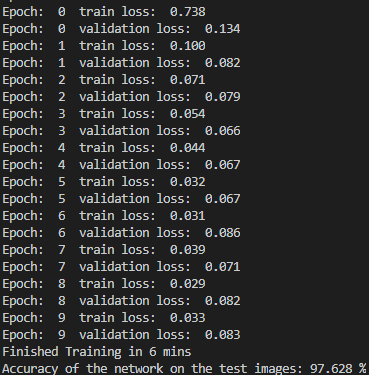 Epoch:  0  train loss:  0.738
Epoch:  0  validation loss:  0.134
Epoch:  1  train loss:  0.100
Epoch:  1  validation loss:  0.082
Epoch:  2  train loss:  0.071
Epoch:  2  validation loss:  0.079
Epoch:  3  train loss:  0.054
Epoch:  3  validation loss:  0.066
Epoch:  4  train loss:  0.044
Epoch:  4  validation loss:  0.067
Epoch:  5  train loss:  0.032
Epoch:  5  validation loss:  0.067
Epoch:  6  train loss:  0.031
Epoch:  6  validation loss:  0.086
Epoch:  7  train loss:  0.039
Epoch:  7  validation loss:  0.071
Epoch:  8  train loss:  0.029
Epoch:  8  validation loss:  0.082
Epoch:  9  train loss:  0.033
Epoch:  9  validation loss:  0.083
Finished Training in 6 mins
Accuracy of the network on the test images: 97.628 %